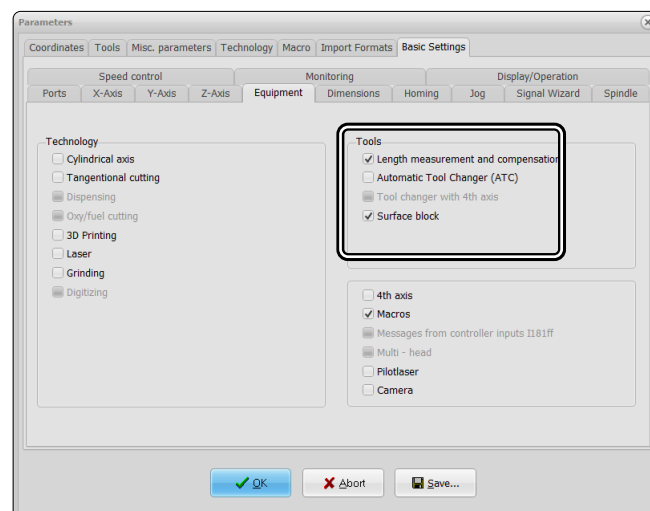 Parameters
Coordinates Tools Misc. parameters Technology Macro Import Formats Basic Settings
Speed control Monitoring Display/Operation
Ports X-Axis Y-Axis Z-Axis Equipment Dimensions Homing Jog Signal Wizard Spindle
Technology
Cylindrical axis
Tangentional cutting
Dispensing
Oxy/fuel cutting
3D Printing
Laser
Grinding
Digitizing
Tools
Length measurement and compensation
Automatic Tool Changer (ATC)
Tool changer with 4th axis
Surface block
4th axis
Macros
Messages from controller inputs I181ff
Multi - head
Pilotlaser
Camera
OK Abort Save...